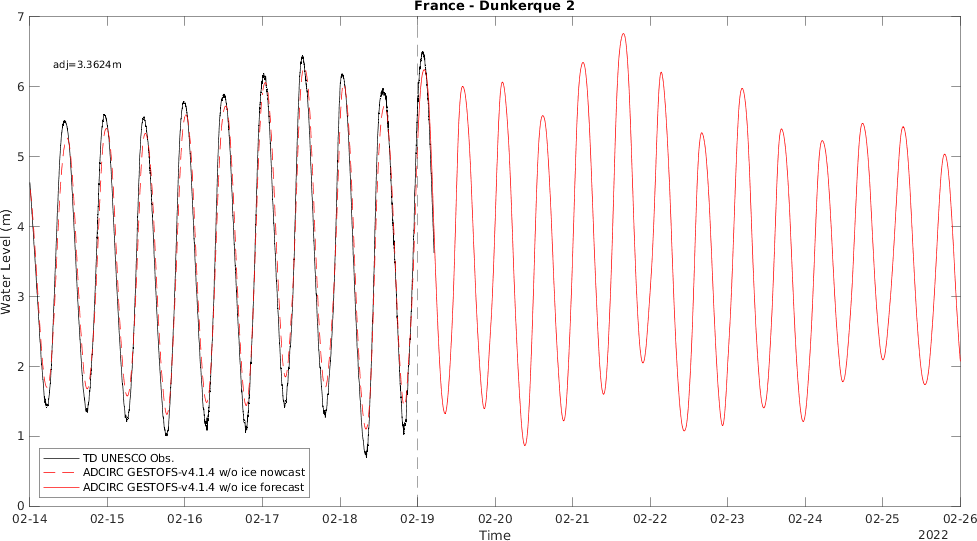 France - Dunkerque 2
7
6
5
4
3
2
1
0
Water Level (m)
adj=3.3624m
TD UNESCO Obs.
ADCIRC GESTOFS-v4.1.4 w/o ice nowcast
ADCIRC GESTOFS-v4.1.4 w/o ice forecast
02-14 02-15 02-16 02-17 02-18 02-19 02-20 02-21 02-22 02-23 02-24 02-25 02-26
Time
2022